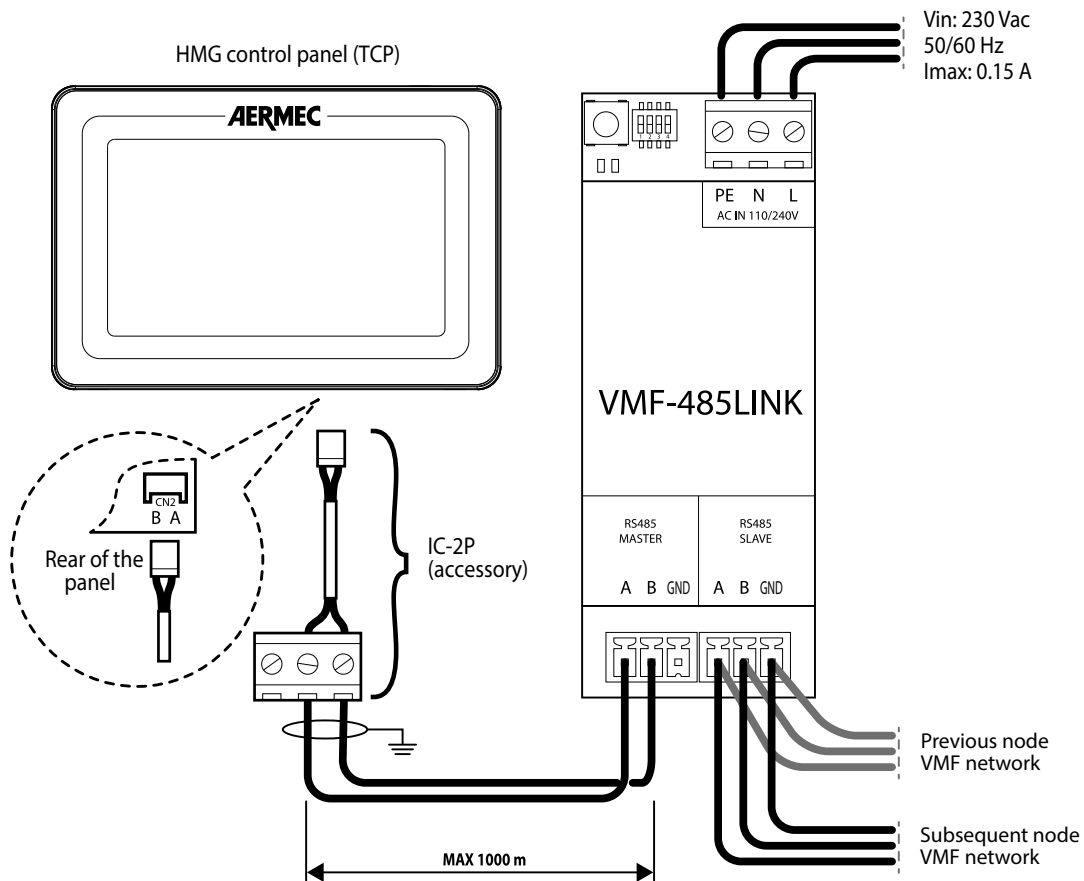 HMG control panel (TCP)
AERMEC
Vin: 230 Vac
50/60 Hz
Imax: 0.15 A
1 2 3 4
PE N L
AC IN 110/240V
VMF-485LINK
CN2
B A
Rear of the
panel
IC-2P
(accessory)
RS485
MASTER
RS485
SLAVE
A B GND
A B GND
Previous node
VMF network
Subsequent node
VMF network
MAX 1000 m